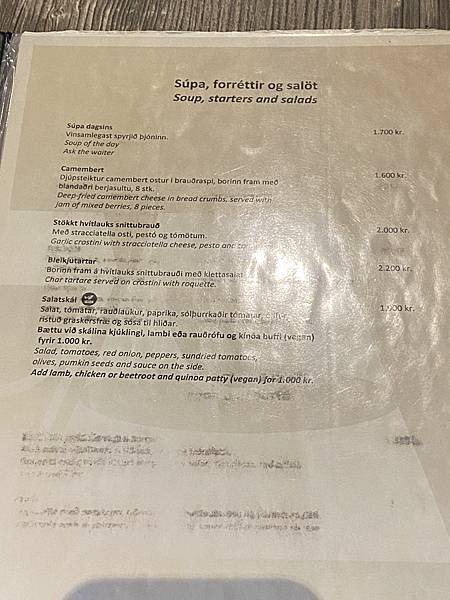 Súpa, forréttir og salöt
Soup, starters and salads
Súpa dagsins
Vinsamlegast spyrjið þjóninn. 1.700 kr.
Soup of the day
Ask the waiter
Camembert
Djúpsteiktur camembert ostur í brauðraspi, borinn fram með 1.600 kr.
blandaðri berjasultu, 8 stk.
Deep-fried camembert cheese in bread crumbs, served with
jam of mixed berries, 8 pieces.
Stökkt hvítlauks snittubrauð
Með stracciatella osti, pestó og tómötum. 2.000 kr.
Garlic crostini with stracciatella cheese, pesto and
Bleikjutartar
Borinn fram á hvítlauks snittubrauði með klettasalat 2.200 kr.
Char tartare served on crostini with roquette.
Salatskál
Salat, tómatar, rauðlaukur, paprika, sólþurrkaðir tómatar, kr.
ristuð graskersfræ og sósa til hliðar.
Bættu við skálina kjúklingi, lambi eða rauðrófu og kínóa buffi (vegan)
fyrir 1.000 kr.
Salad, tomatoes, red onion, peppers, sundried tomatoes,
olives, pumkin seeds and sauce on the side.
Add lamb, chicken or beetroot and quinoa patty (vegan) for 1.000 kr.